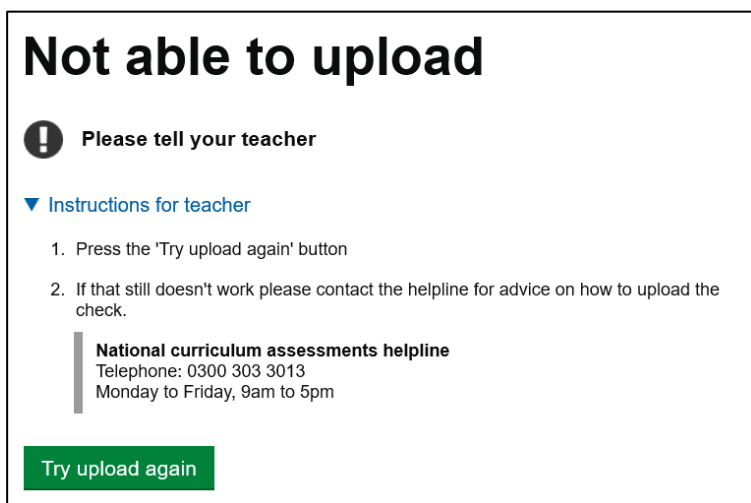 Not able to upload
Please tell your teacher
Instructions for teacher
1. Press the 'Try upload again' button
2. If that still doesn't work please contact the helpline for advice on how to upload the
check.
National curriculum assessments helpline
Telephone: 0300 303 3013
Monday to Friday, 9am to 5pm
Try upload again